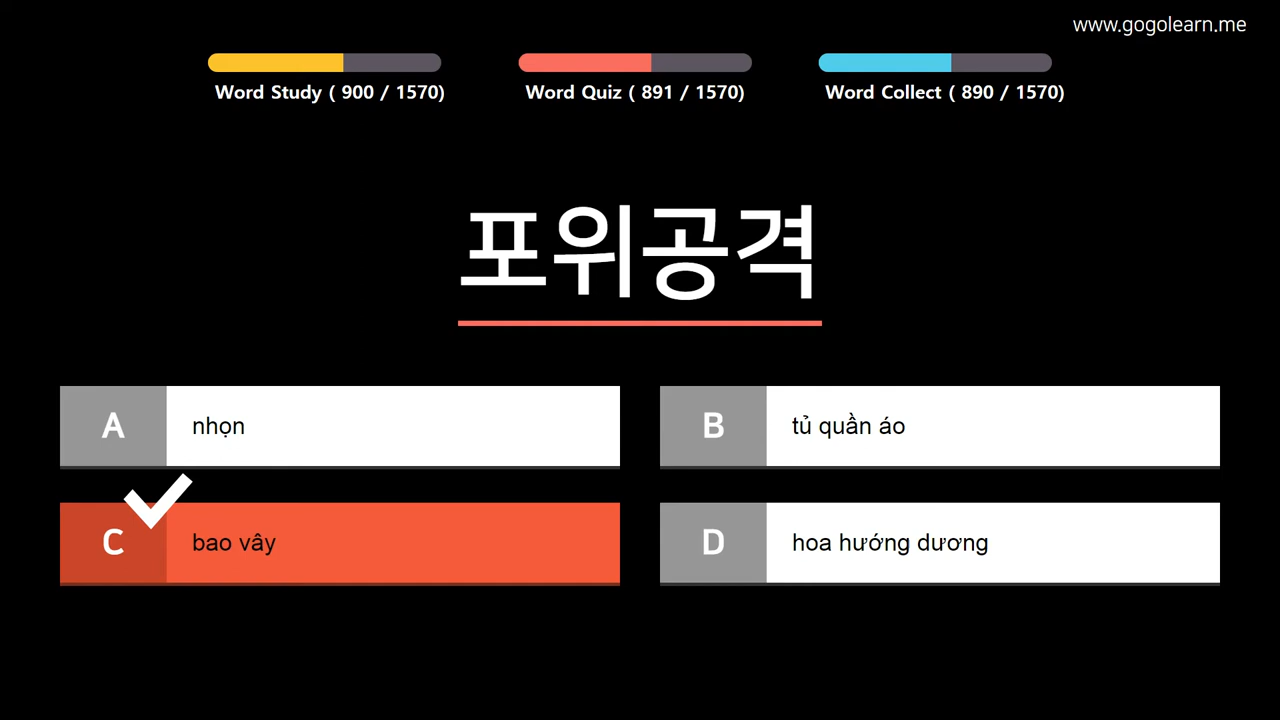 www.gogolearn.me
Word Study ( 900 / 1570)
Word Quiz ( 891 / 1570)
Word Collect ( 890 / 1570)
포위공격
A nhọn
B tủ quần áo
C bao vây
D hoa hướng dương